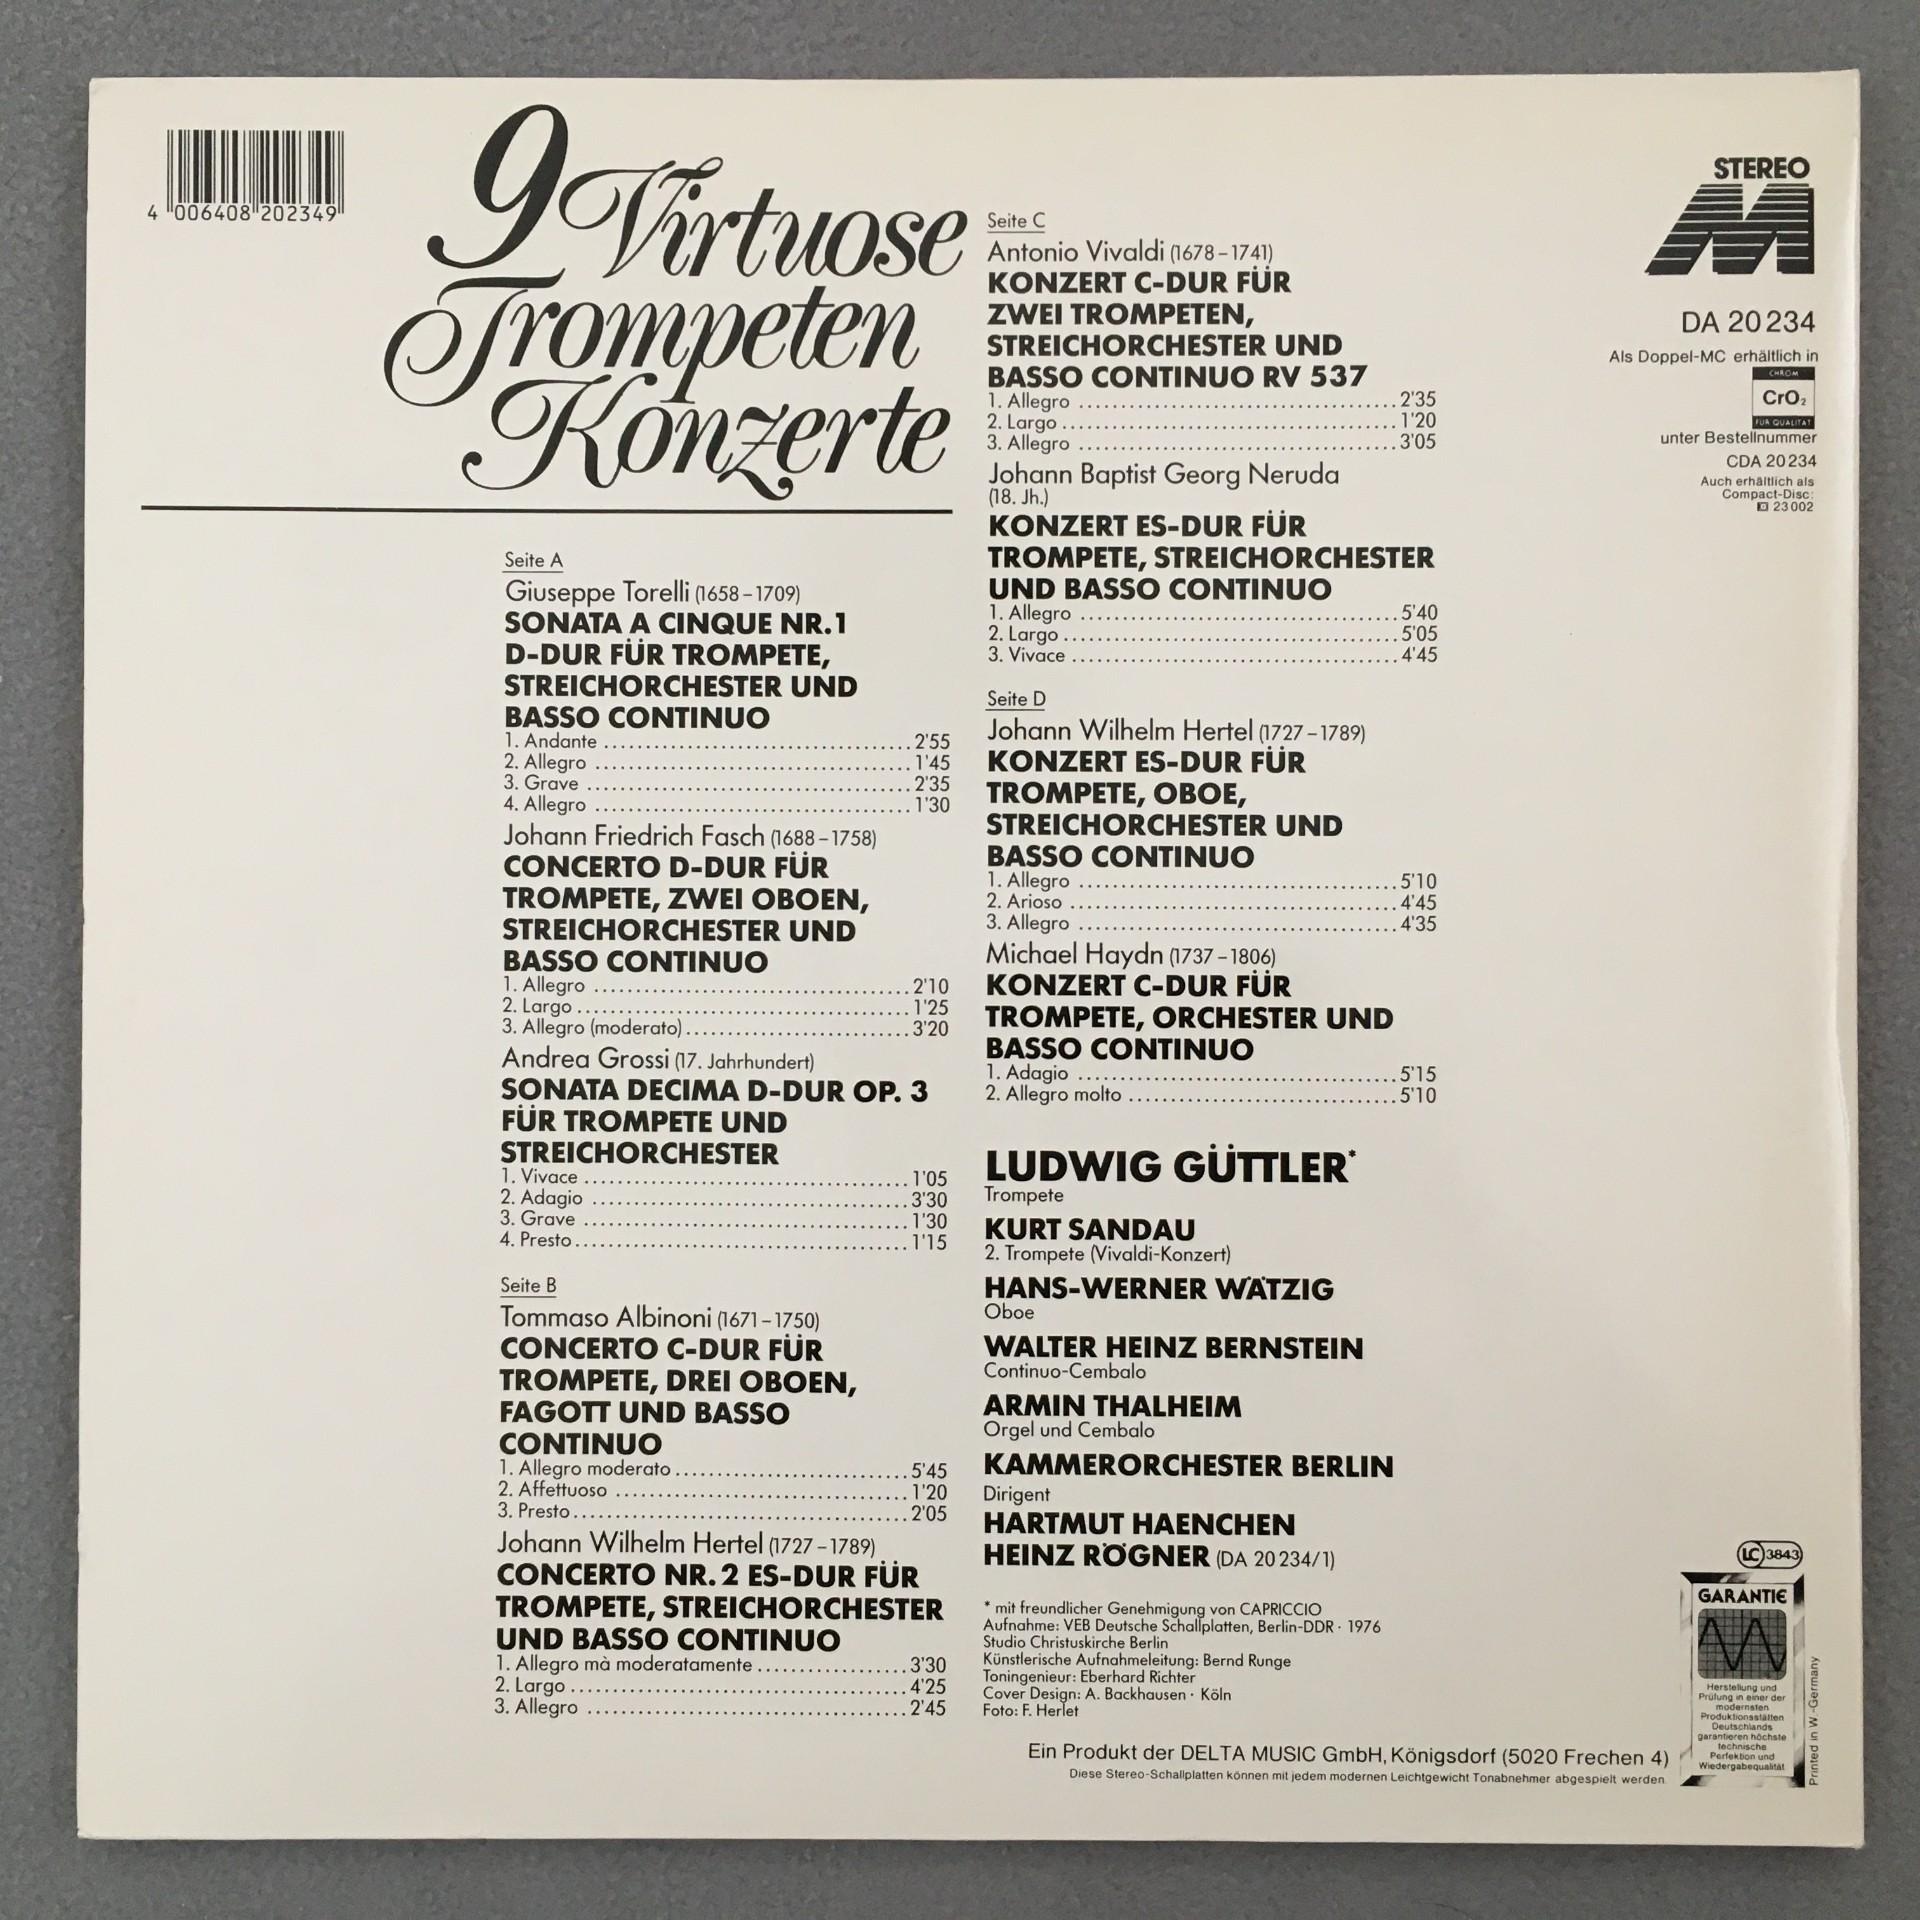 4 006408 202349
9 Virtuose
Trompeten
Konzerte
Seite A
Giuseppe Torelli (1658–1709)
SONATA A CINQUE NR.1
D-DUR FÜR TROMPETE,
STREICHORCHESTER UND
BASSO CONTINUO
1. Andante ........ 2'55
2. Allegro ........ 1'45
3. Grave ........ 2'35
4. Allegro ........ 1'30
Johann Friedrich Fasch (1688–1758)
CONCERTO D-DUR FÜR
TROMPETE, ZWEI OBOEN,
STREICHORCHESTER UND
BASSO CONTINUO
1. Allegro ........ 2'10
2. Largo ........ 1'25
3. Allegro (moderato) ........ 3'20
Andrea Grossi (17. Jahrhundert)
SONATA DECIMA D-DUR OP. 3
FÜR TROMPETE UND
STREICHORCHESTER
1. Vivace ........ 1'05
2. Adagio ........ 3'30
3. Grave ........ 1'30
4. Presto ........ 1'15
Seite B
Tommaso Albinoni (1671–1750)
CONCERTO C-DUR FÜR
TROMPETE, DREI OBOEN,
FAGOTT UND BASSO
CONTINUO
1. Allegro moderato ........ 5'45
2. Affettuoso ........ 1'20
3. Presto ........ 2'05
Johann Wilhelm Hertel (1727–1789)
CONCERTO NR. 2 ES-DUR FÜR
TROMPETE, STREICHORCHESTER
UND BASSO CONTINUO
1. Allegro mà moderatamente ........ 3'30
2. Largo ........ 4'25
3. Allegro ........ 2'45
Seite C
Antonio Vivaldi (1678–1741)
KONZERT C-DUR FÜR
ZWEI TROMPETEN,
STREICHORCHESTER UND
BASSO CONTINUO RV 537
1. Allegro ........ 2'35
2. Largo ........ 1'20
3. Allegro ........ 3'05
Johann Baptist Georg Neruda
(18. Jh.)
KONZERT ES-DUR FÜR
TROMPETE, STREICHORCHESTER
UND BASSO CONTINUO
1. Allegro ........ 5'40
2. Largo ........ 5'05
3. Vivace ........ 4'45
Seite D
Johann Wilhelm Hertel (1727–1789)
KONZERT ES-DUR FÜR
TROMPETE, OBOE,
STREICHORCHESTER UND
BASSO CONTINUO
1. Allegro ........ 5'10
2. Arioso ........ 4'45
3. Allegro ........ 4'35
Michael Haydn (1737–1806)
KONZERT C-DUR FÜR
TROMPETE, ORCHESTER UND
BASSO CONTINUO
1. Adagio ........ 5'15
2. Allegro molto ........ 5'10
LUDWIG GÜTTLER*
Trompete
KURT SANDAU
2. Trompete (Vivaldi-Konzert)
HANS-WERNER WÄTZIG
Oboe
WALTER HEINZ BERNSTEIN
Continuo-Cembalo
ARMIN THALHEIM
Orgel und Cembalo
KAMMERORCHESTER BERLIN
Dirigent
HARTMUT HAENCHEN
HEINZ RÖGNER (DA 20 234/1)
* mit freundlicher Genehmigung von CAPRICCIO
Aufnahme: VEB Deutsche Schallplatten, Berlin-DDR · 1976
Studio Christuskirche Berlin
Künstlerische Aufnahmeleitung: Bernd Runge
Toningenieur: Eberhard Richter
Cover Design: A. Backhausen · Köln
Foto: F. Herlet
Ein Produkt der DELTA MUSIC GmbH, Königsdorf (5020 Frechen 4)
Diese Stereo-Schallplatten können mit jedem modernen Leichtgewicht Tonabnehmer abgespielt werden.
STEREO
M
DA 20 234
Als Doppel-MC erhältlich in
CHROM
CrO₂
FÜR QUALITÄT
unter Bestellnummer
CDA 20 234
Auch erhältlich als
Compact-Disc:
23 002
LC 3843
GARANTIE
Herstellung und
Prüfung in einer der
modernsten
Produktionsstätten
Deutschlands
garantieren höchste
technische
Perfektion und
Wiedergabequalität
Printed in W.-Germany